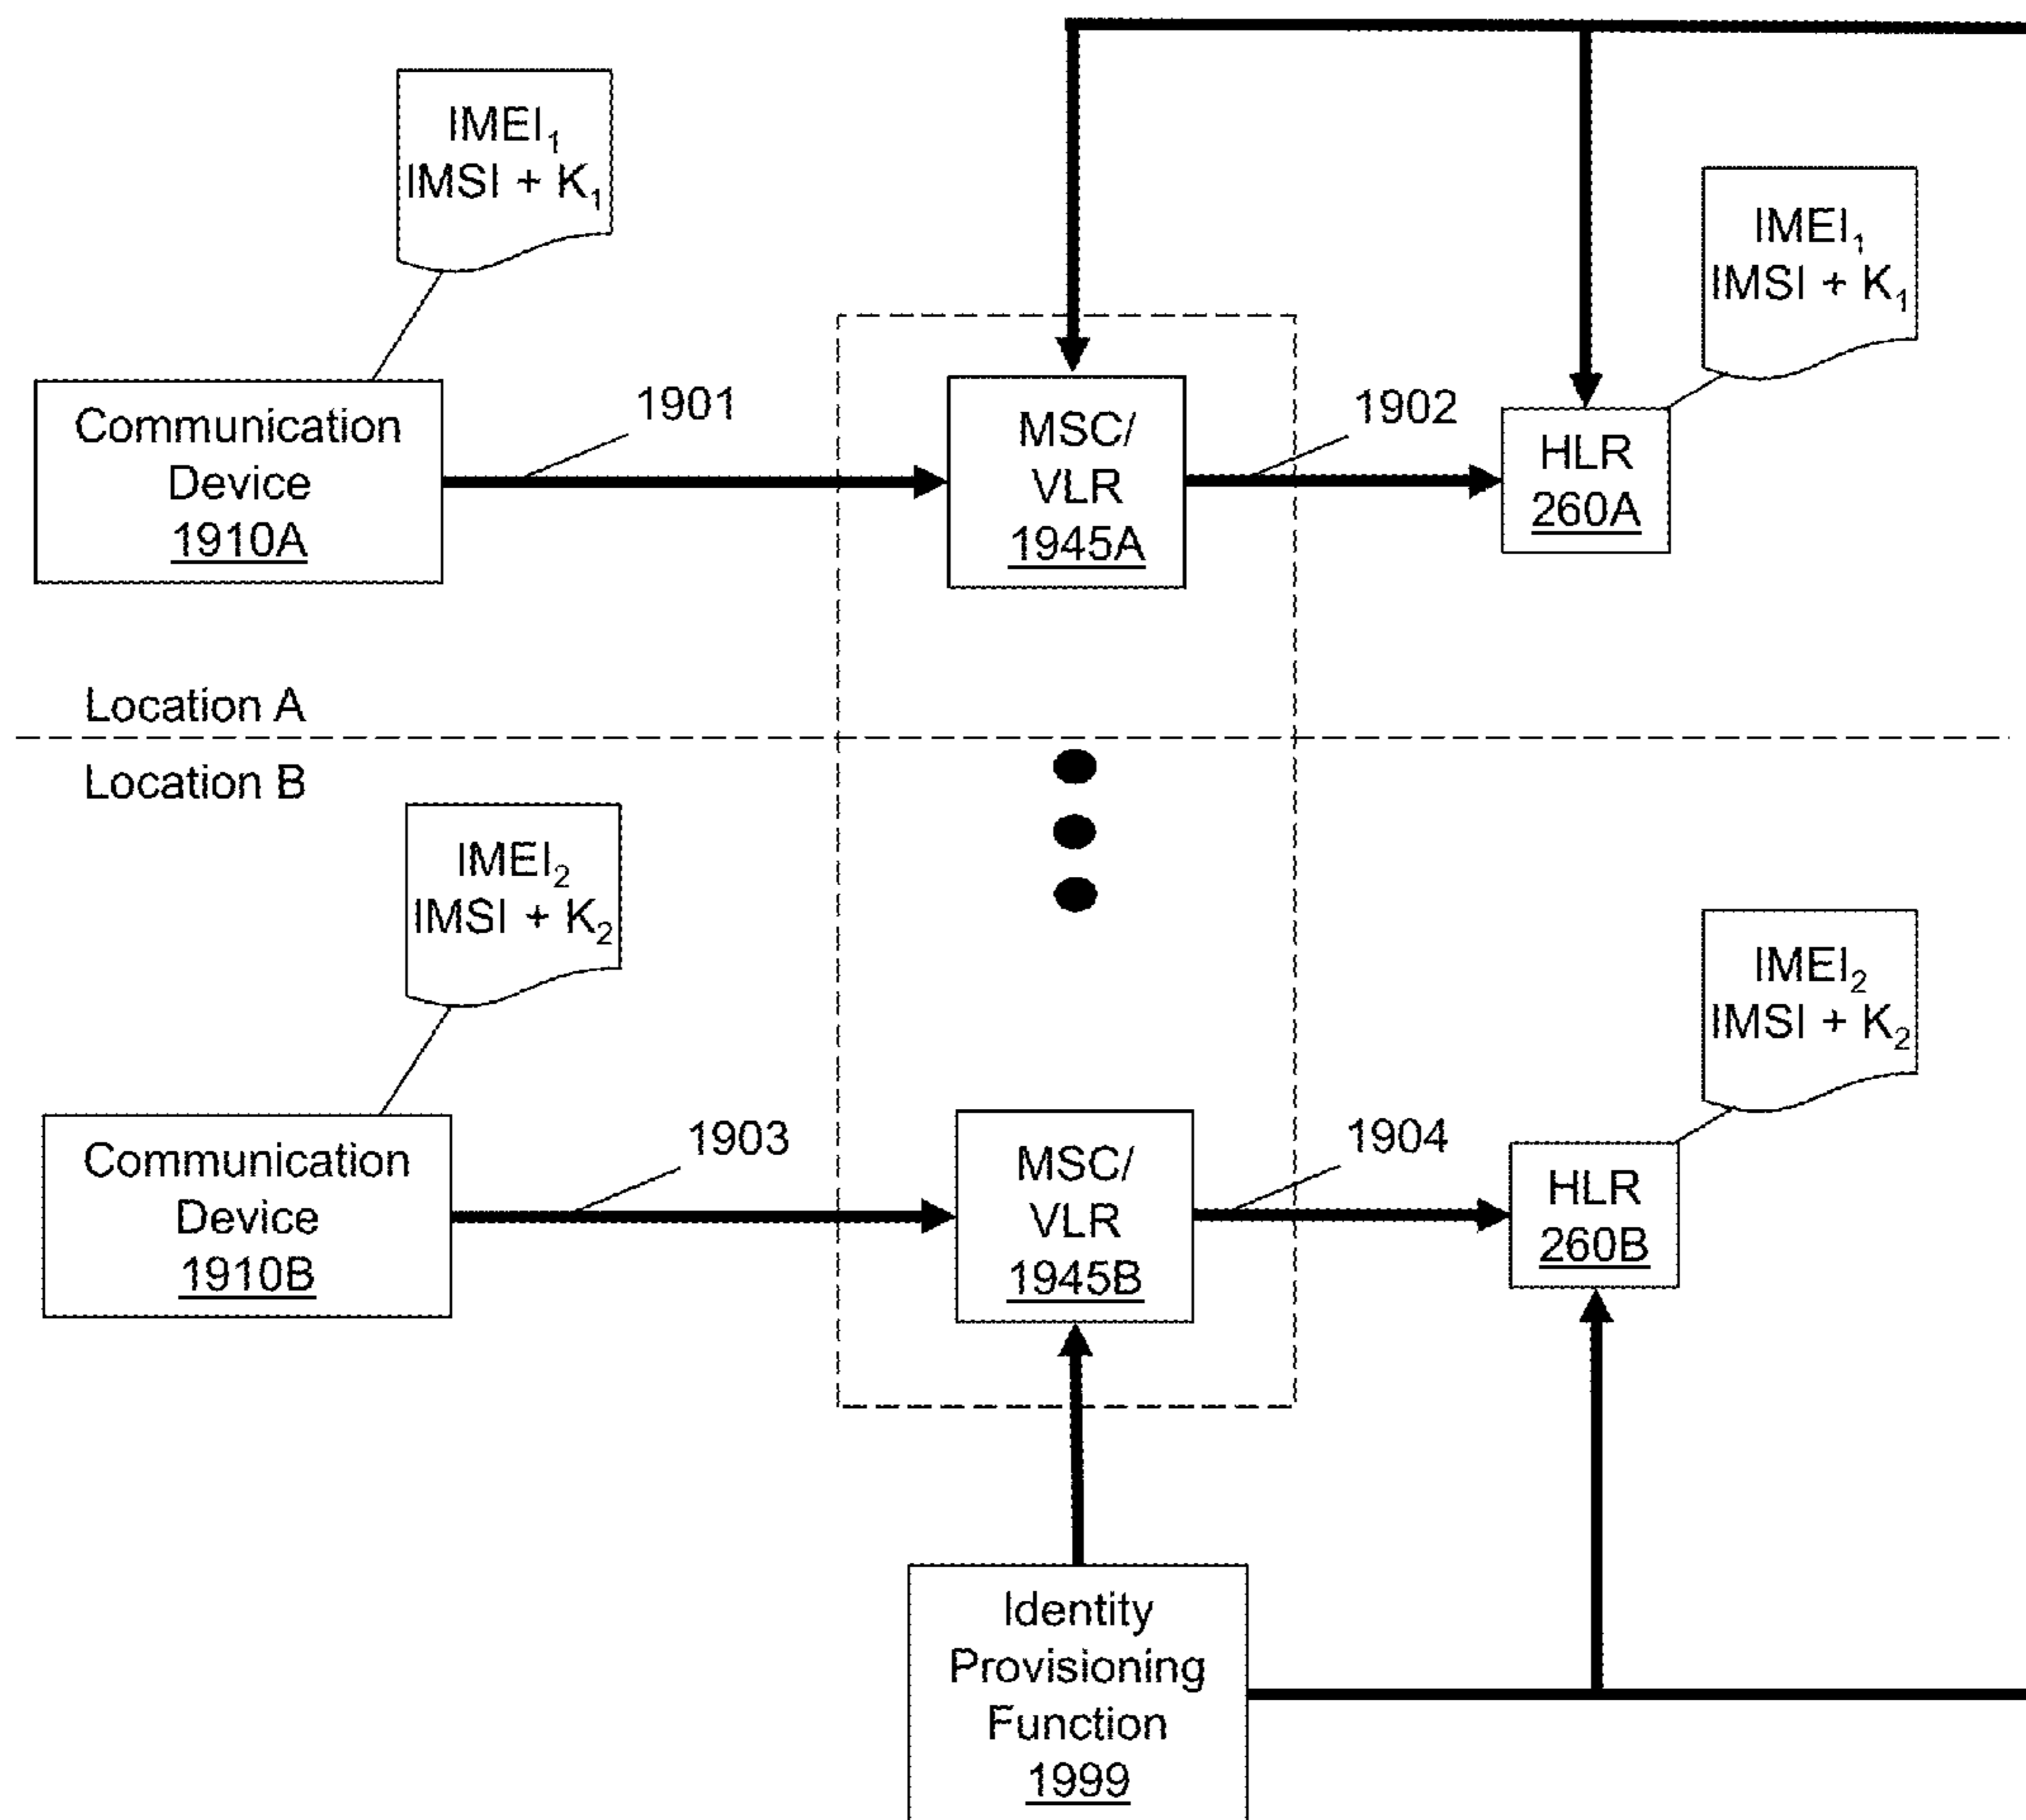 IMEI₁
IMSI + K₁
IMEI₁
IMSI + K₁
Communication
Device
1910A
1901
MSC/
VLR
1945A
1902
HLR
260A
Location A
Location B
IMEI₂
IMSI + K₂
IMEI₂
IMSI + K₂
Communication
Device
1910B
1903
MSC/
VLR
1945B
1904
HLR
260B
Identity
Provisioning
Function
1999